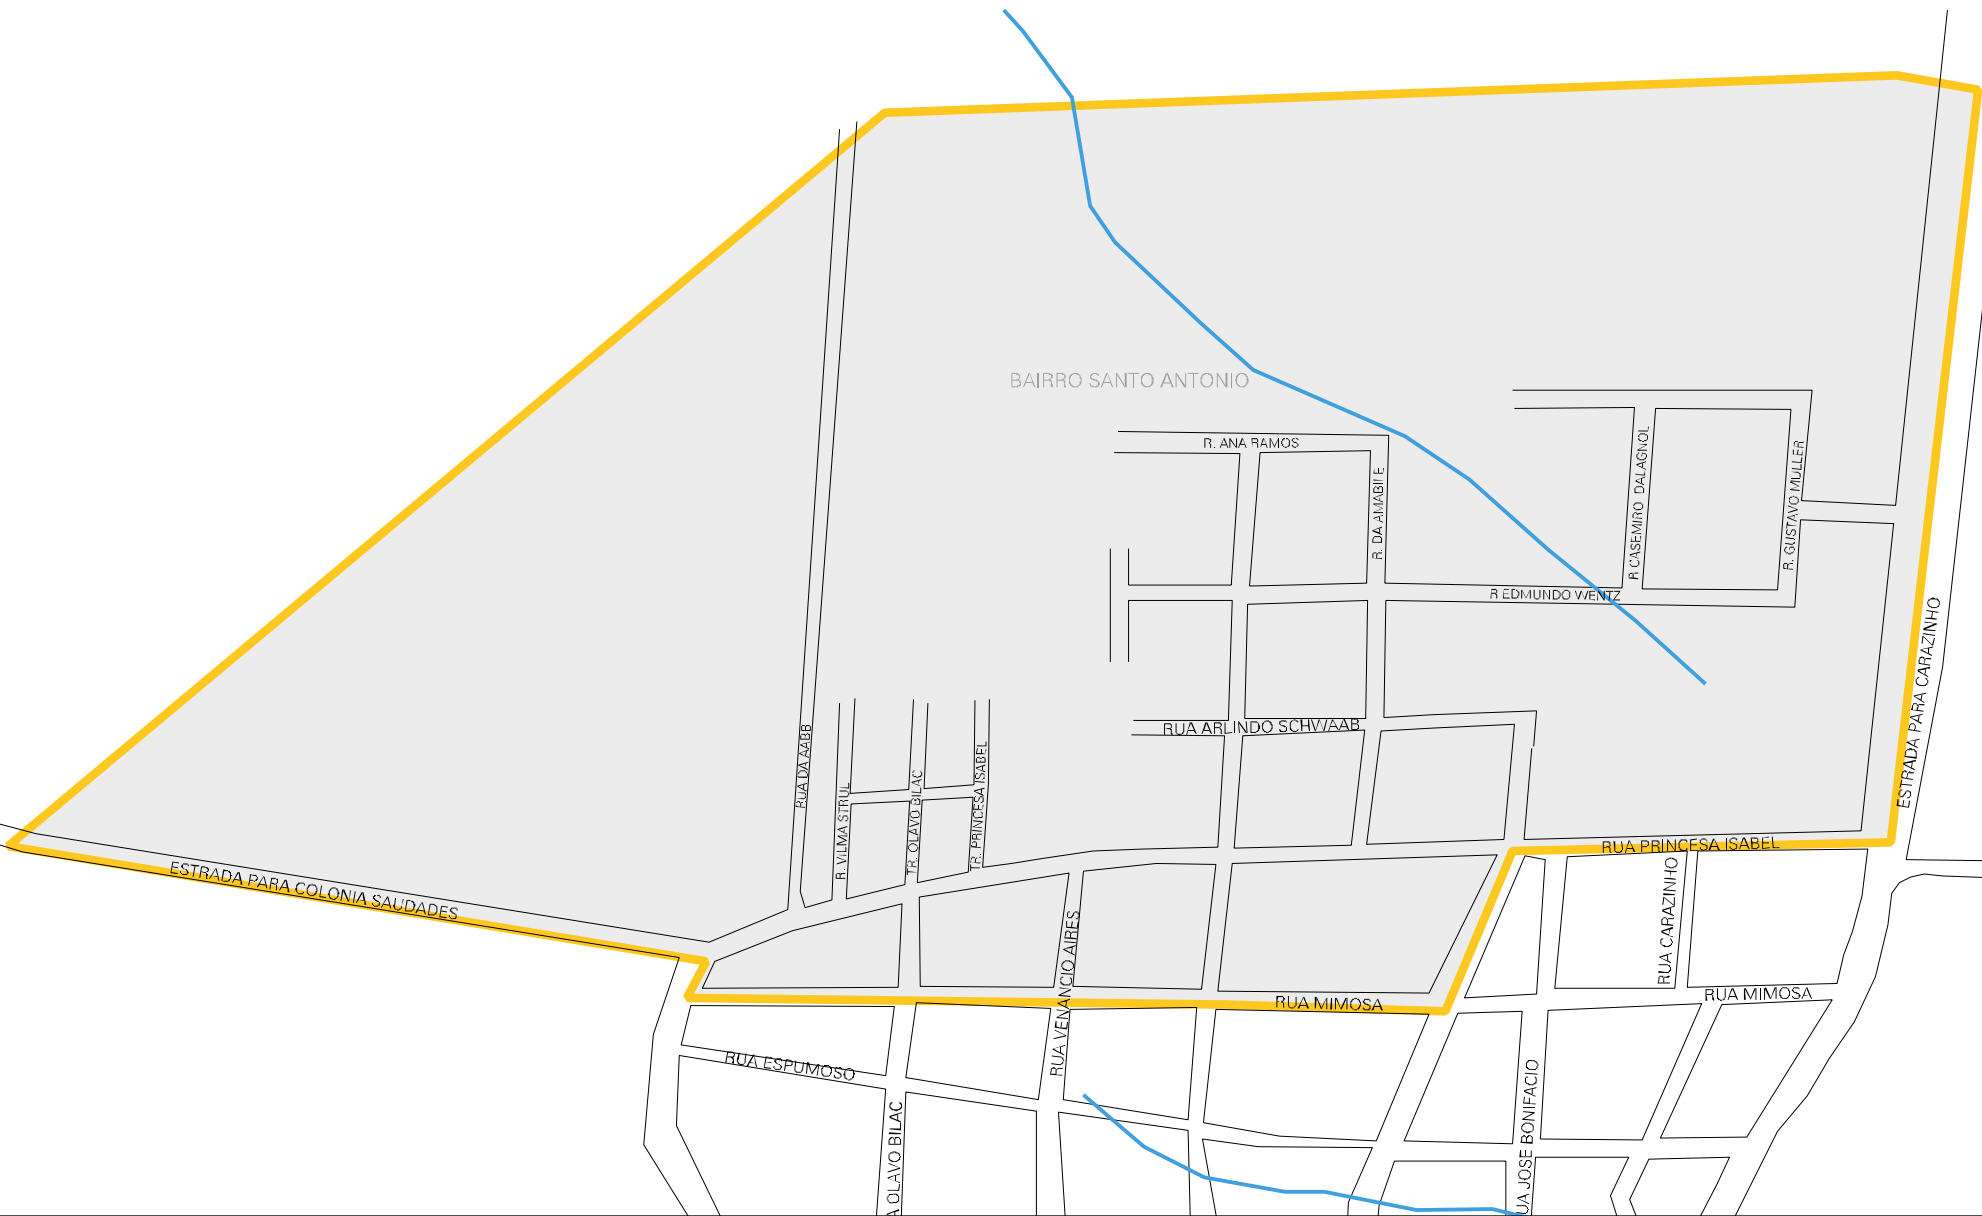 BAIRRO SANTO ANTONIO
R. ANA RAMOS
R. DA AMABILE
R CASEMIRO DALAGNOL
R. GUSTAVO MULLER
R EDMUNDO WENTZ
ESTRADA PARA CARAZINHO
RUA ARLINDO SCHWAAB
RUA DA AABB
R. VILMA STRUL
TR. OLAVO BILAC
TR. PRINCESA ISABEL
RUA PRINCESA ISABEL
ESTRADA PARA COLONIA SAUDADES
RUA VENANCIO AIRES
RUA CARAZINHO
RUA MIMOSA
RUA MIMOSA
RUA ESPUMOSO
A OLAVO BILAC
UA JOSE BONIFACIO